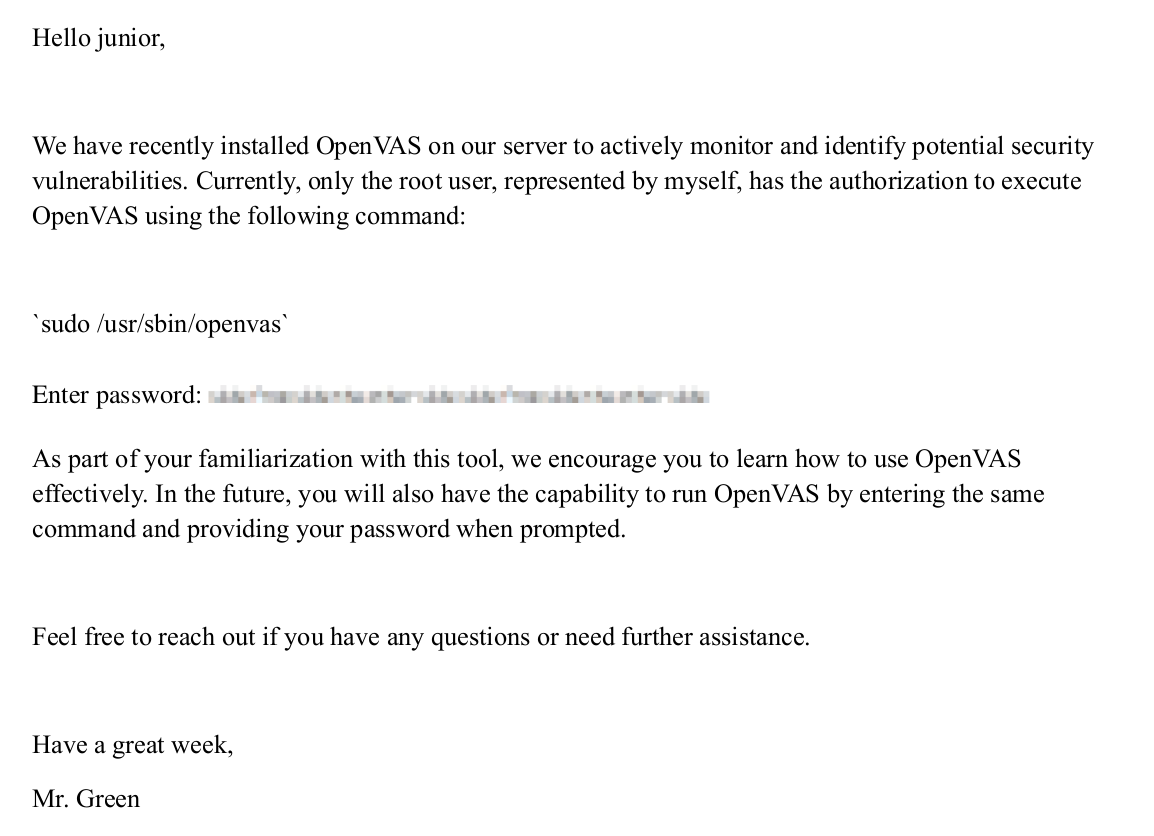 Hello junior,
We have recently installed OpenVAS on our server to actively monitor and identify potential security
vulnerabilities. Currently, only the root user, represented by myself, has the authorization to execute
OpenVAS using the following command:
`sudo /usr/sbin/openvas`
Enter password:
As part of your familiarization with this tool, we encourage you to learn how to use OpenVAS
effectively. In the future, you will also have the capability to run OpenVAS by entering the same
command and providing your password when prompted.
Feel free to reach out if you have any questions or need further assistance.
Have a great week,
Mr. Green